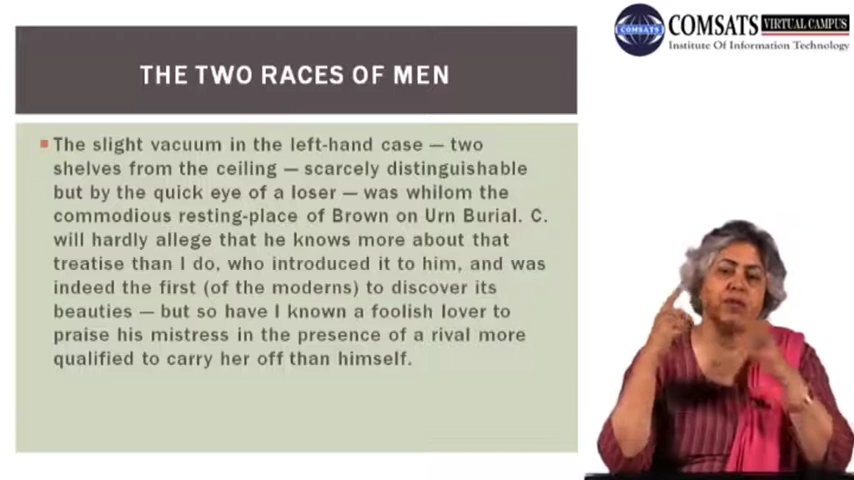 THE TWO RACES OF MEN
The slight vacuum in the left-hand case — two
shelves from the ceiling — scarcely distinguishable
but by the quick eye of a loser — was whilom the
commodious resting-place of Brown on Urn Burial. C.
will hardly allege that he knows more about that
treatise than I do, who introduced it to him, and was
indeed the first (of the moderns) to discover its
beauties — but so have I known a foolish lover to
praise his mistress in the presence of a rival more
qualified to carry her off than himself.
COMSATS
COMSATS VIRTUAL CAMPUS
Institute Of Information Technology